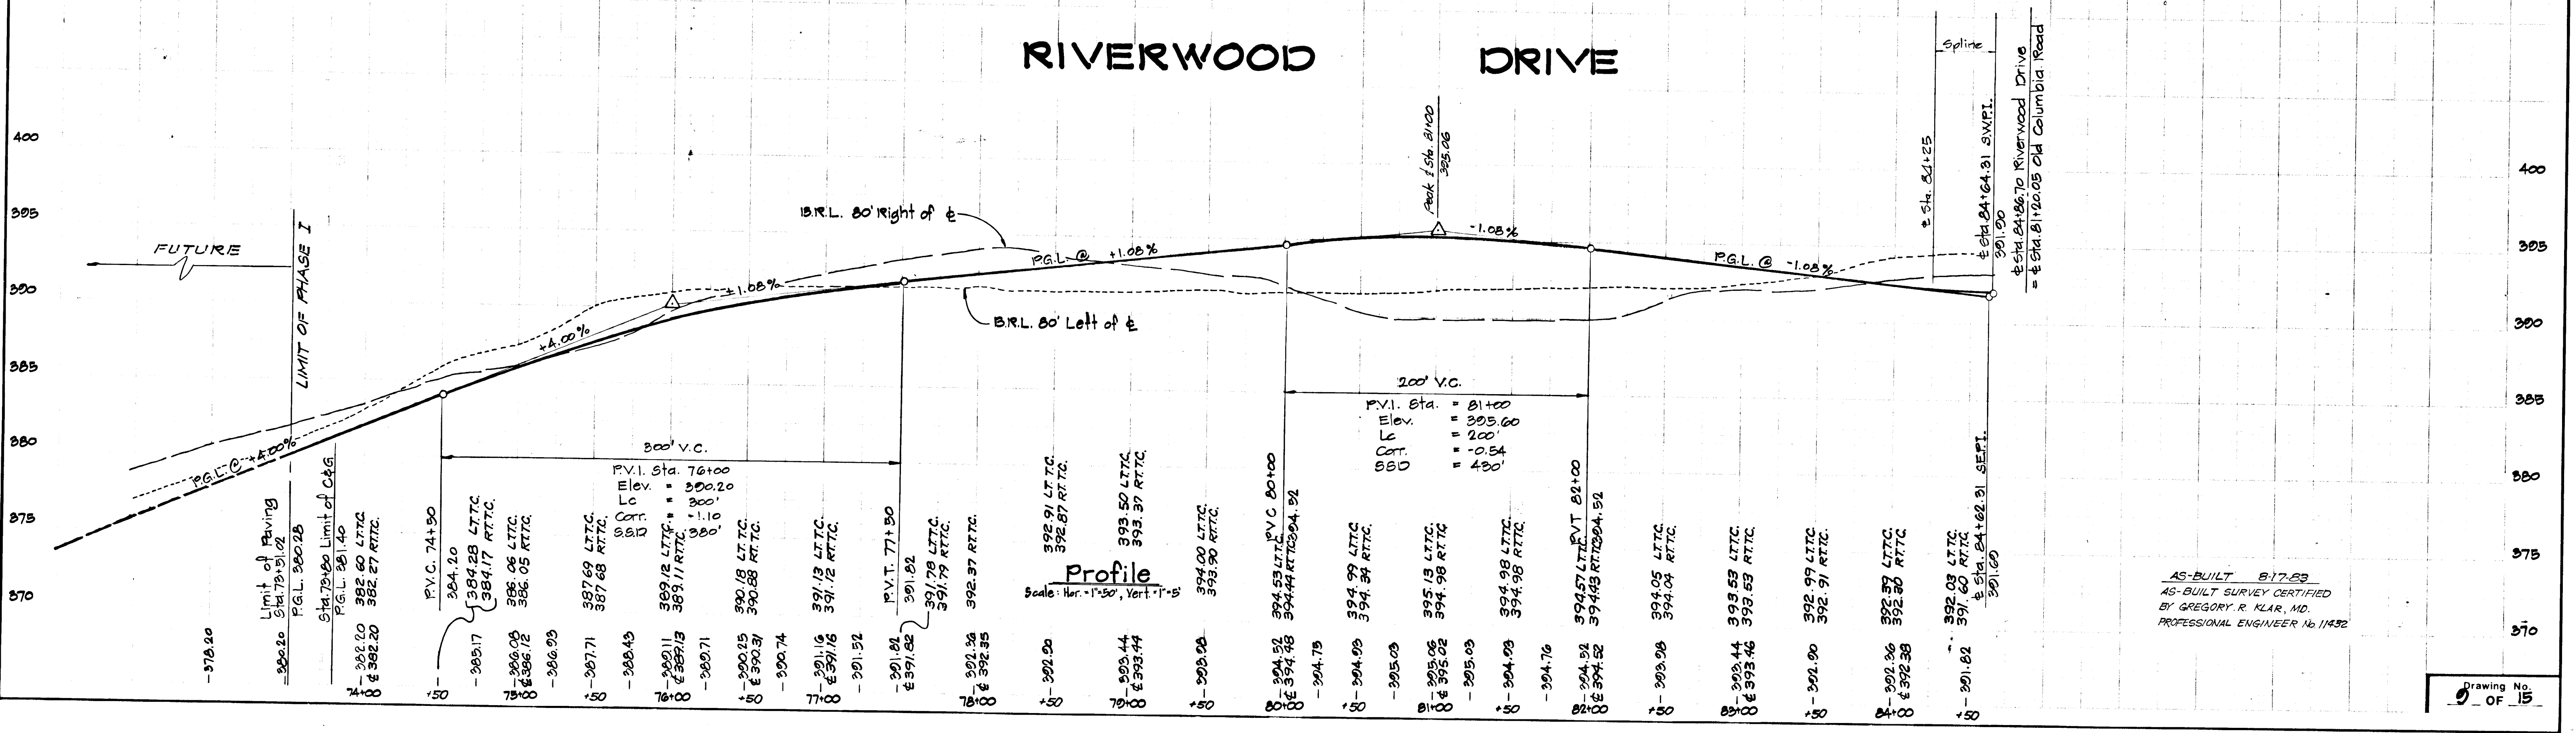 RIVERWOOD DRIVE
400
395
390
385
380
375
370
FUTURE
LIMIT OF PHASE I
P.G.L. @ +4.00%
Limit of Paving
Sta. 73+51.02
P.G.L. 380.28
Sta. 73+80 Limit of C&G
P.G.L. 381.40
+4.00%
+1.08%
B.R.L. 80' Right of ℄
B.R.L. 80' Left of ℄
P.G.L. @ +1.08%
Peak ℄ Sta. 81+00
395.06
-1.08%
P.G.L. @ -1.08%
Spline
℄ Sta. 84+25
℄ Sta. 84+64.31 S.W.P.I.
391.90
℄ Sta. 84+86.70 Riverwood Drive
= ℄ Sta. 81+20.05 Old Columbia Road
400
395
390
385
380
375
370
300' V.C.
P.V.I. Sta. 76+00
Elev. = 390.20
Lc = 300'
Corr. = -1.10
S.S.D. 380'
200' V.C.
P.V.I. Sta. = 81+00
Elev. = 395.60
Lc = 200'
Corr. = -0.54
SSD = 430'
382.60 LT.T.C.
382.27 RT.T.C.
P.V.C. 74+50
384.20
384.28 LT.T.C.
384.17 RT.T.C.
386.06 LT.T.C.
386.05 RT.T.C.
387.69 LT.T.C.
387.68 RT.T.C.
389.12 LT.T.C.
389.11 RT.T.C.
390.18 LT.T.C.
390.88 RT.T.C.
391.13 LT.T.C.
391.12 RT.T.C.
P.V.T. 77+50
391.82
391.78 LT.T.C.
391.79 RT.T.C.
392.37 RT.T.C.
392.91 LT.T.C.
392.87 RT.T.C.
393.50 LT.T.C.
393.37 RT.T.C.
394.00 LT.T.C.
393.90 RT.T.C.
PVC 80+00
394.52
394.53 LT.T.C.
394.44 RT.T.C.
394.99 LT.T.C.
394.34 RT.T.C.
395.13 LT.T.C.
394.98 RT.T.C.
394.98 LT.T.C.
394.98 RT.T.C.
PVT 82+00
394.52
394.57 LT.T.C.
394.43 RT.T.C.
394.05 LT.T.C.
394.04 RT.T.C.
393.53 LT.T.C.
393.53 RT.T.C.
392.99 LT.T.C.
392.91 RT.T.C.
392.39 LT.T.C.
392.30 RT.T.C.
392.03 LT.T.C.
391.60 RT.T.C.
℄ Sta. 84+62.31 S.E.P.I.
391.69
Profile
Scale: Hor. - 1"=50', Vert. - 1"=5'
378.20
380.20
382.20
℄ 382.20
385.17
386.08
℄ 386.12
386.93
387.71
388.43
389.11
℄ 389.13
389.71
390.25
℄ 390.31
390.74
391.16
℄ 391.16
391.52
391.82
℄ 391.82
392.36
℄ 392.35
392.90
393.44
℄ 393.44
393.98
394.52
℄ 394.48
394.75
394.93
395.03
395.06
℄ 395.02
395.03
394.93
394.76
394.52
℄ 394.52
393.98
393.44
℄ 393.46
392.90
392.36
℄ 392.38
391.82
74+00 +50 75+00 +50 76+00 +50 77+00 78+00 +50 79+00 +50 80+00 +50 81+00 +50 82+00 +50 83+00 +50 84+00 +50
AS-BUILT 8-17-83
AS-BUILT SURVEY CERTIFIED
BY GREGORY R. KLAR, MD.
PROFESSIONAL ENGINEER No. 11432
Drawing No.
9 OF 15